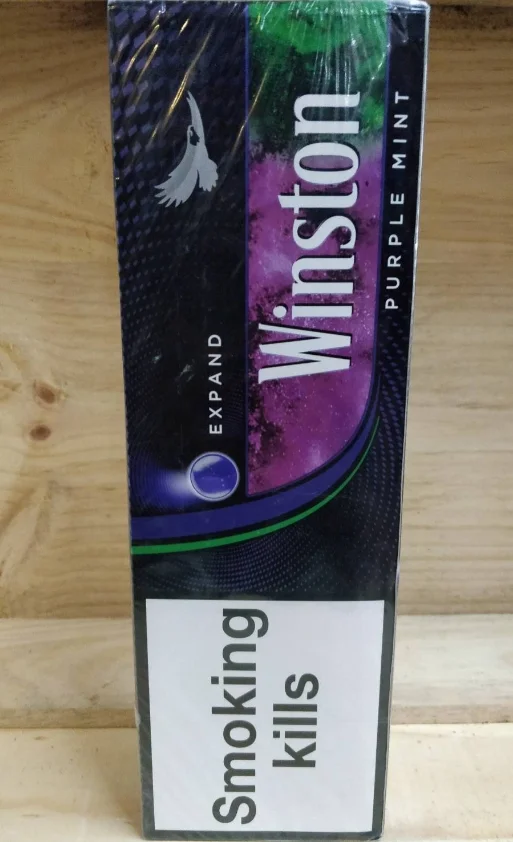 EXPAND
Winston
PURPLE MINT
Smoking
kills